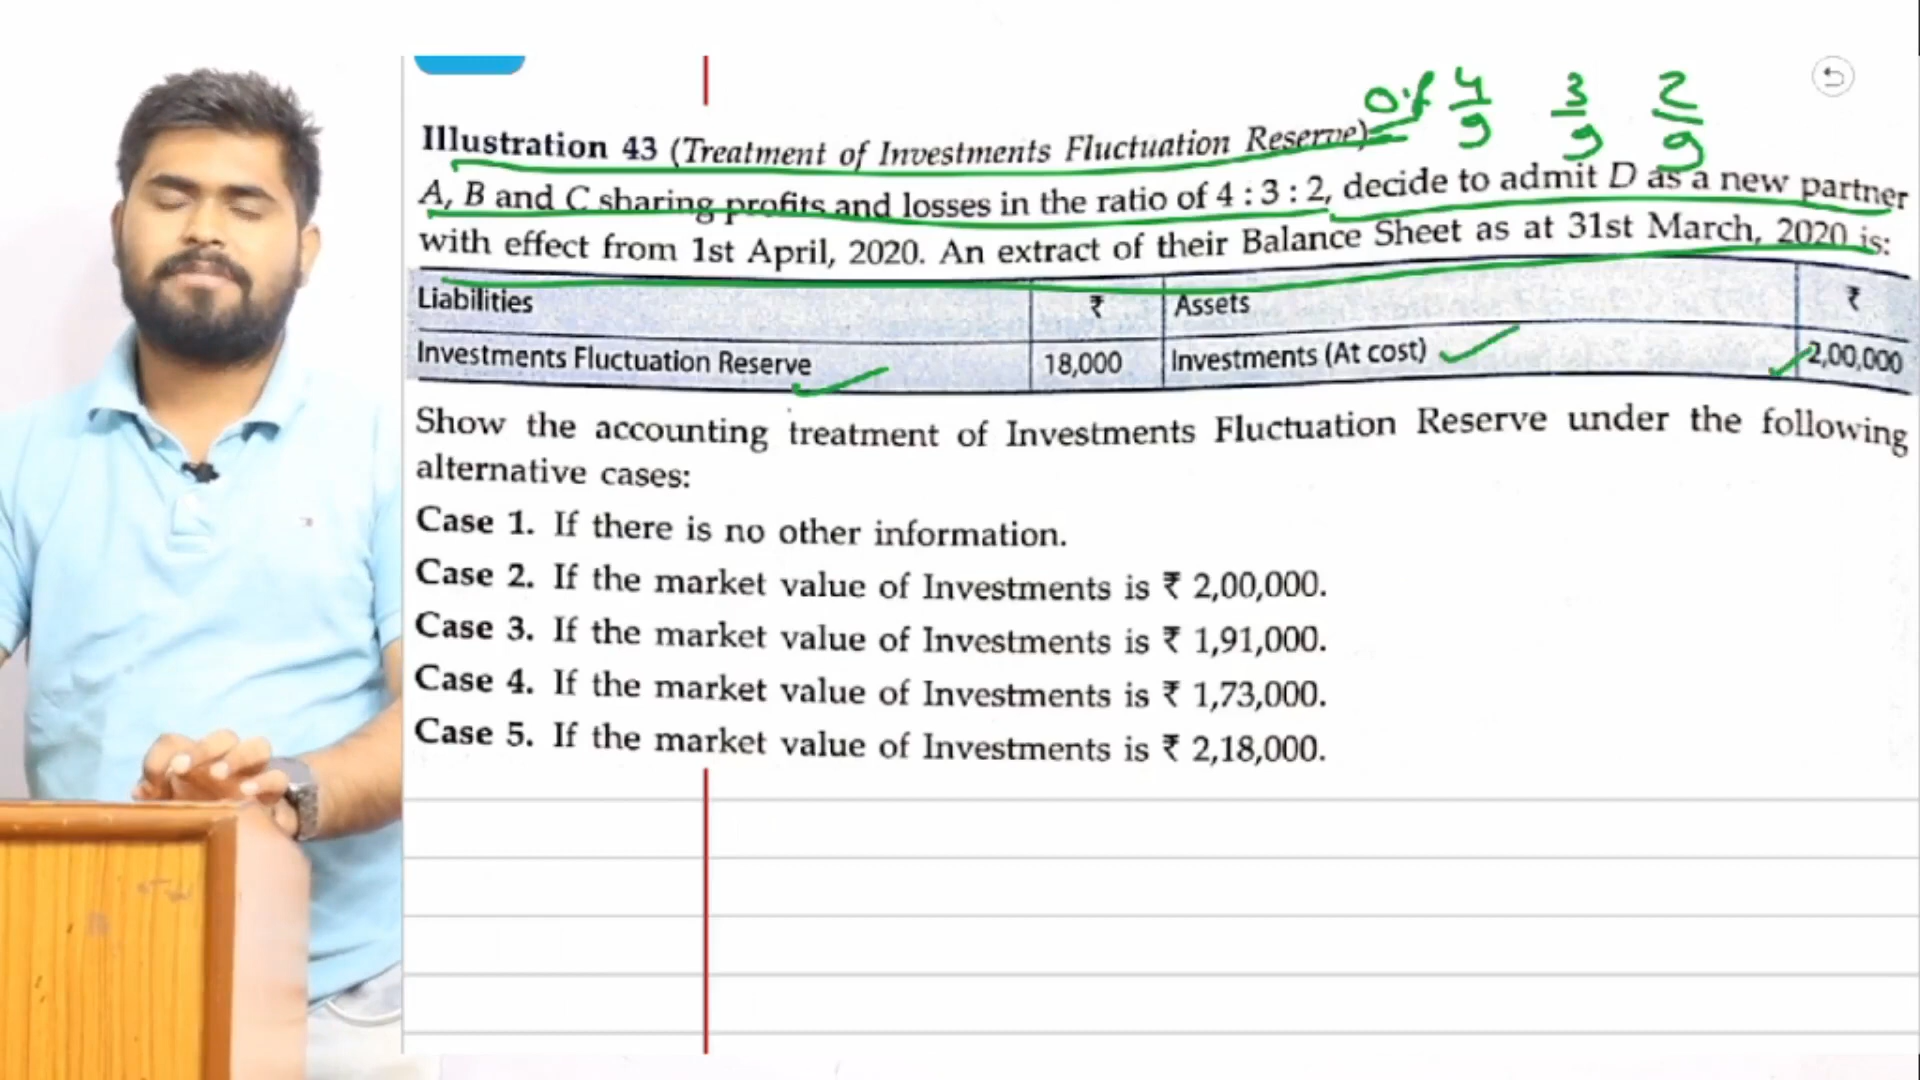 O.R 4/9 3/9 2/9
Illustration 43 (Treatment of Investments Fluctuation Reserve)
A, B and C sharing profits and losses in the ratio of 4 : 3 : 2, decide to admit D as a new partner
with effect from 1st April, 2020. An extract of their Balance Sheet as at 31st March, 2020 is:
Liabilities ₹ Assets ₹
Investments Fluctuation Reserve 18,000 Investments (At cost) 2,00,000
Show the accounting treatment of Investments Fluctuation Reserve under the following
alternative cases:
Case 1. If there is no other information.
Case 2. If the market value of Investments is ₹ 2,00,000.
Case 3. If the market value of Investments is ₹ 1,91,000.
Case 4. If the market value of Investments is ₹ 1,73,000.
Case 5. If the market value of Investments is ₹ 2,18,000.